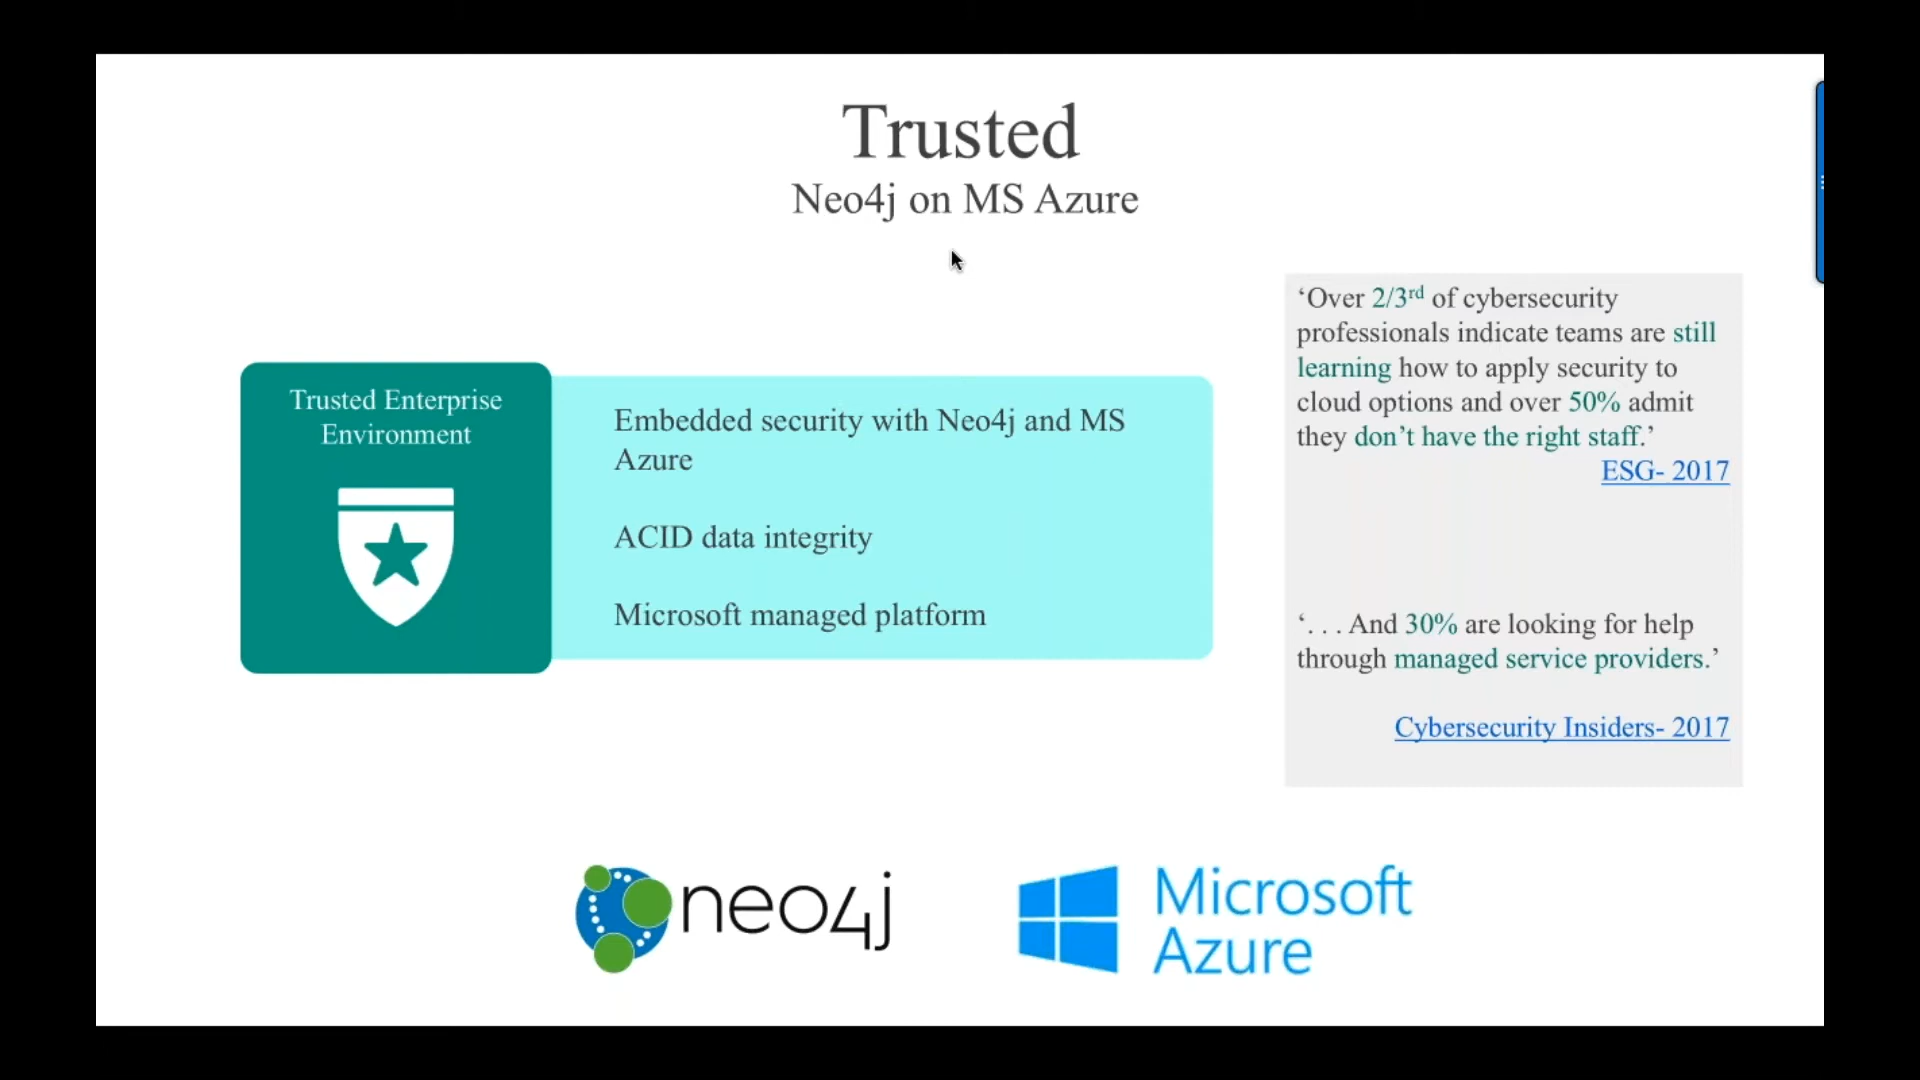 Trusted
Neo4j on MS Azure
Trusted Enterprise
Environment
Embedded security with Neo4j and MS
Azure
ACID data integrity
Microsoft managed platform
‘Over 2/3rd of cybersecurity
professionals indicate teams are still
learning how to apply security to
cloud options and over 50% admit
they don’t have the right staff.’
ESG- 2017
‘. . . And 30% are looking for help
through managed service providers.’
Cybersecurity Insiders- 2017
neo4j
Microsoft
Azure